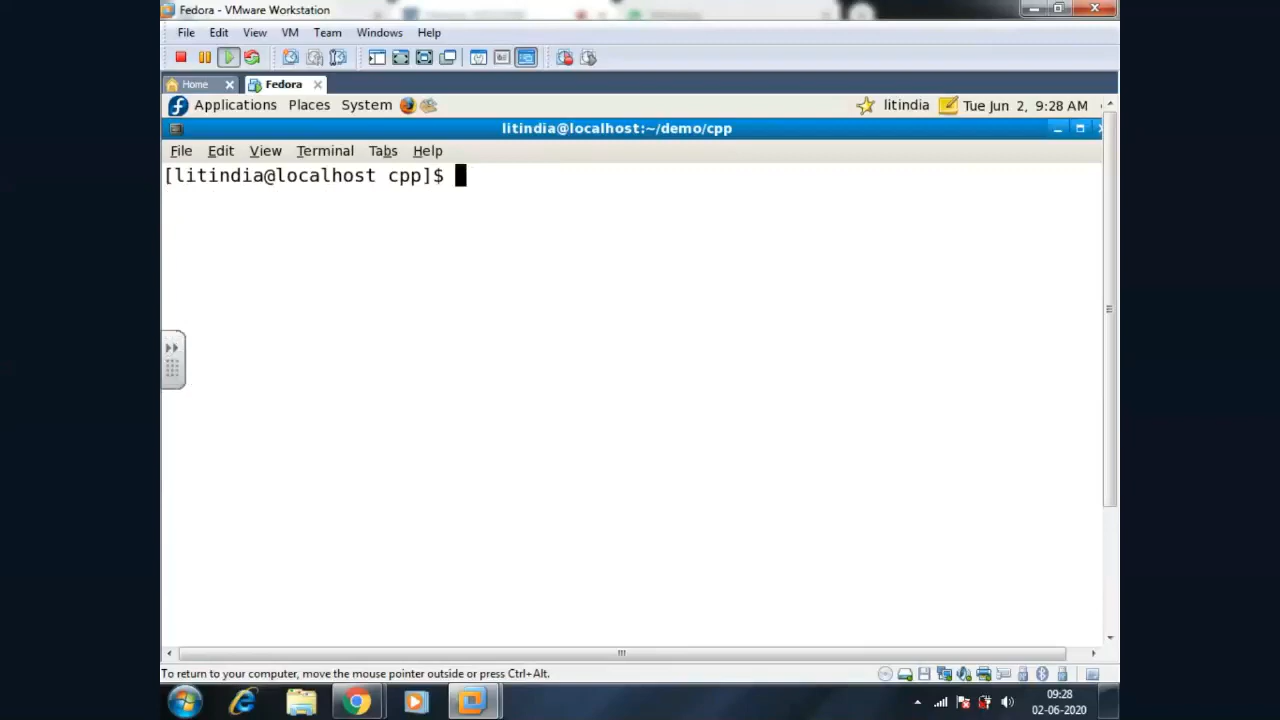 Fedora - VMware Workstation
File Edit View VM Team Windows Help
Home Fedora
Applications Places System litindia Tue Jun 2, 9:28 AM
litindia@localhost:~/demo/cpp
File Edit View Terminal Tabs Help
[litindia@localhost cpp]$
To return to your computer, move the mouse pointer outside or press Ctrl+Alt.
09:28
02-06-2020